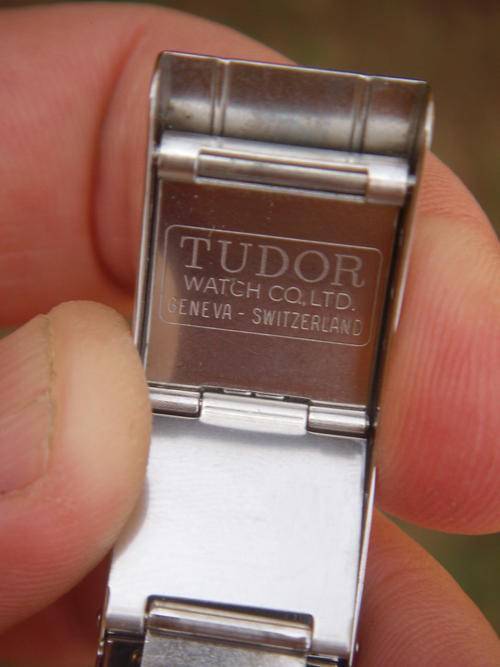 TUDOR
WATCH CO,LTD.
GENEVA - SWITZERLAND